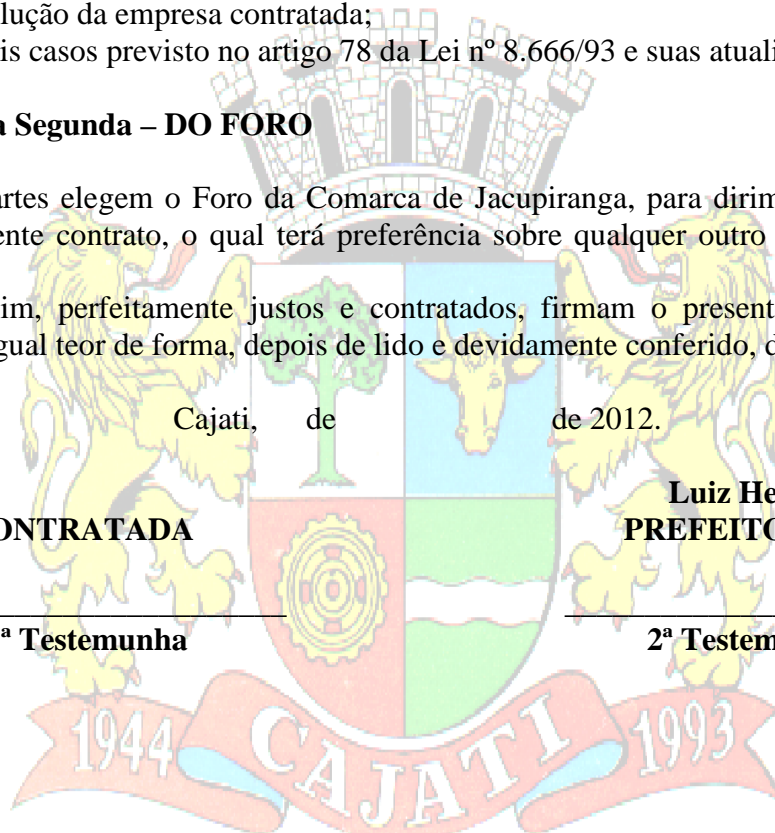 lução da empresa contratada;
is casos previsto no artigo 78 da Lei nº 8.666/93 e suas atuali
a Segunda – DO FORO
artes elegem o Foro da Comarca de Jacupiranga, para dirim
ente contrato, o qual terá preferência sobre qualquer outro
im, perfeitamente justos e contratados, firmam o present
gual teor de forma, depois de lido e devidamente conferido, d
Cajati, de de 2012.
Luiz He
ONTRATADA PREFEITO
ª Testemunha 2ª Testem
1944 CAJATI 1993